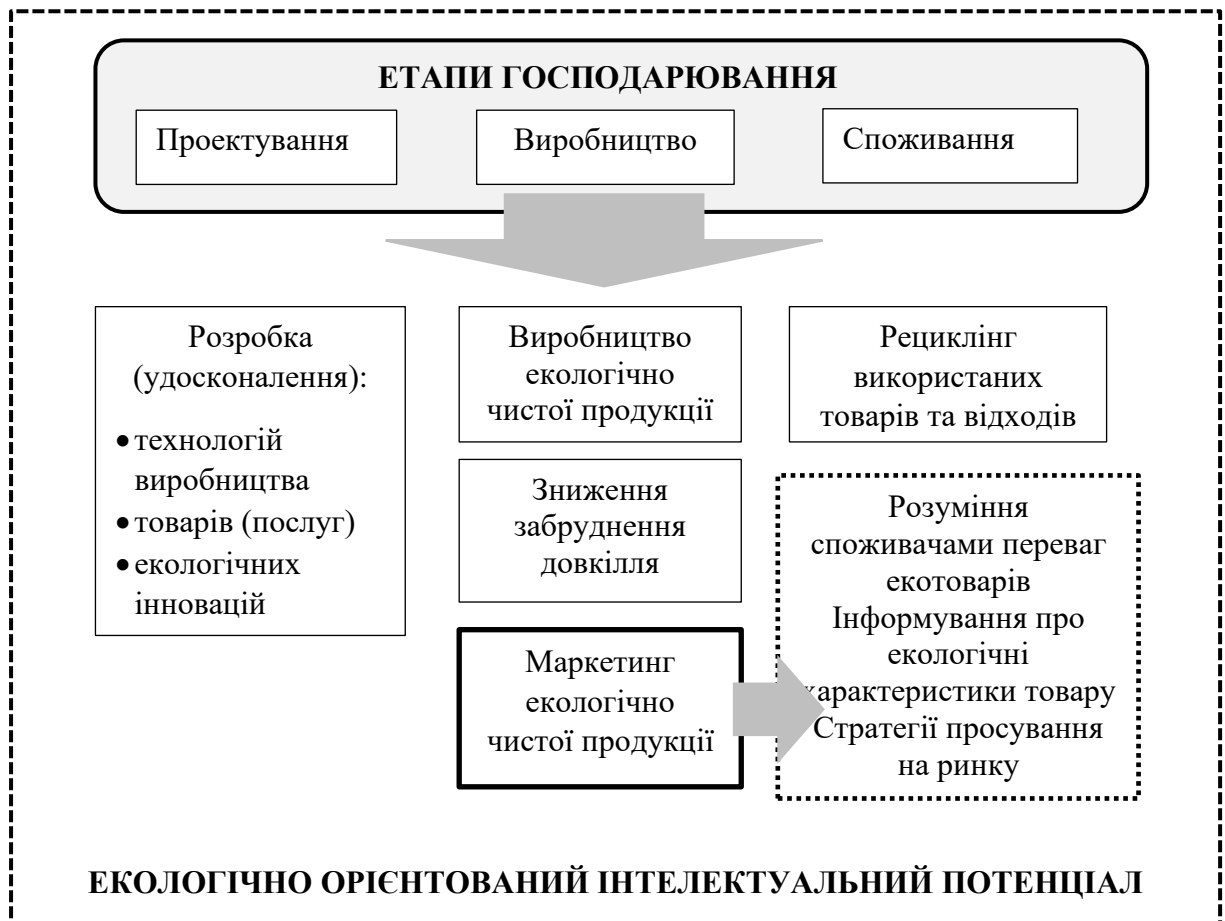 ЕТАПИ ГОСПОДАРЮВАННЯ
Проектування
Виробництво
Споживання
Розробка
(удосконалення):
• технологій
виробництва
• товарів (послуг)
• екологічних
інновацій
Виробництво
екологічно
чистої продукції
Зниження
забруднення
довкілля
Маркетинг
екологічно
чистої продукції
Рециклінг
використаних
товарів та відходів
Розуміння
споживачами переваг
екотоварів
Інформування про
екологічні
характеристики товару
Стратегії просування
на ринку
ЕКОЛОГІЧНО ОРІЄНТОВАНИЙ ІНТЕЛЕКТУАЛЬНИЙ ПОТЕНЦІАЛ